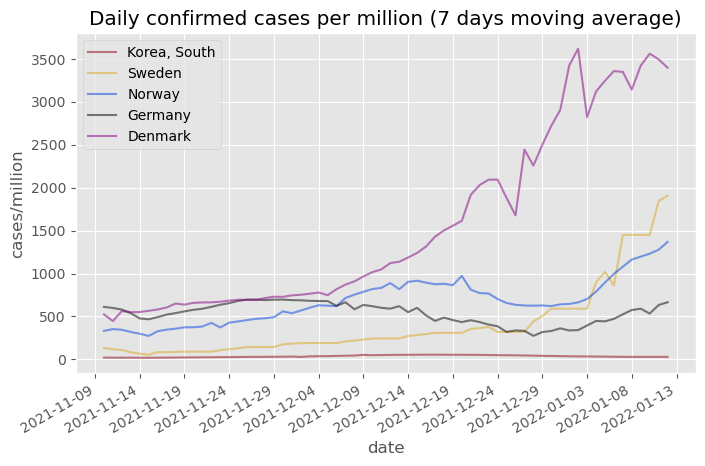 Daily confirmed cases per million (7 days moving average)
Korea, South
Sweden
Norway
Germany
Denmark
cases/million
3500
3000
2500
2000
1500
1000
500
0
2021-11-09
2021-11-14
2021-11-19
2021-11-24
2021-11-29
2021-12-04
2021-12-09
2021-12-14
2021-12-19
2021-12-24
2021-12-29
2022-01-03
2022-01-08
2022-01-13
date